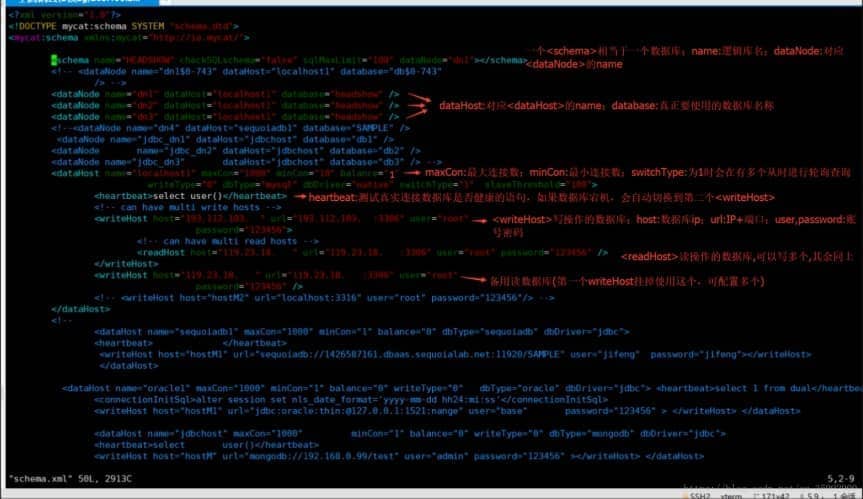 <?xml version="1.0"?>
<!DOCTYPE mycat:schema SYSTEM "schema.dtd">
<mycat:schema xmlns:mycat="http://io.mycat/">
<schema name="HEADSHOW" checkSQLschema="false" sqlMaxLimit="100" dataNode="dn1"></schema>
一个<schema>相当于一个数据库；name:逻辑库名；dataNode:对应<dataNode>的name
<!-- <dataNode name="dn1$0-743" dataHost="localhost1" database="db$0-743"
/> -->
<dataNode name="dn1" dataHost="localhost1" database="headshow" />
<dataNode name="dn2" dataHost="localhost1" database="headshow" />
<dataNode name="dn3" dataHost="localhost1" database="headshow" />
dataHost:对应<dataHost>的name；database:真正要使用的数据库名称
<!--<dataNode name="dn4" dataHost="sequoiadb1" database="SAMPLE" />
<dataNode name="jdbc_dn1" dataHost="jdbchost" database="db1" />
<dataNode name="jdbc_dn2" dataHost="jdbchost" database="db2" />
<dataNode name="jdbc_dn3" dataHost="jdbchost" database="db3" /> -->
<dataHost name="localhost1" maxCon="1000" minCon="10" balance="1
maxCon:最大连接数；minCon:最小连接数；switchType:为1时会在有多个从时进行轮询查询
writeType="0" dbType="mysql" dbDriver="native" switchType="1" slaveThreshold="100">
<heartbeat>select user()</heartbeat>
heartbeat:测试真实连接数据库是否健康的语句，如果数据库宕机，会自动切换到第二个<writeHost>
<!-- can have multi write hosts -->
<writeHost host="193.112.103. " url="193.112.103. :3306" user="root"
password="123456">
<writeHost>写操作的数据库；host:数据库ip；url:IP+端口；user,password:账号密码
<!-- can have multi read hosts -->
<readHost host="119.23.18. " url="119.23.18. :3306" user="root" password="123456" />
<readHost>读操作的数据库,可以写多个,其余同上
</writeHost>
<writeHost host="119.23.18. " url="119.23.18. :3306" user="root"
password="123456" />
备用读数据库(第一个writeHost挂掉使用这个，可配置多个)
<!-- <writeHost host="hostM2" url="localhost:3316" user="root" password="123456"/> -->
</dataHost>
<!--
<dataHost name="sequoiadb1" maxCon="1000" minCon="1" balance="0" dbType="sequoiadb" dbDriver="jdbc">
<heartbeat> </heartbeat>
<writeHost host="hostM1" url="sequoiadb://1426587161.dbaas.sequoialab.net:11920/SAMPLE" user="jifeng" password="jifeng"></writeHost>
</dataHost>
<dataHost name="oracle1" maxCon="1000" minCon="1" balance="0" writeType="0" dbType="oracle" dbDriver="jdbc"> <heartbeat>select 1 from dual</heartbeat>
<connectionInitSql>alter session set nls_date_format='yyyy-mm-dd hh24:mi:ss'</connectionInitSql>
<writeHost host="hostM1" url="jdbc:oracle:thin:@127.0.0.1:1521:nange" user="base" password="123456" > </writeHost> </dataHost>
<dataHost name="jdbchost" maxCon="1000" minCon="1" balance="0" writeType="0" dbType="mongodb" dbDriver="jdbc">
<heartbeat>select user()</heartbeat>
<writeHost host="hostM" url="mongodb://192.168.0.99/test" user="admin" password="123456" ></writeHost> </dataHost>
"schema.xml" 50L, 2913C 5,2-9
SSH2 xterm 171x42